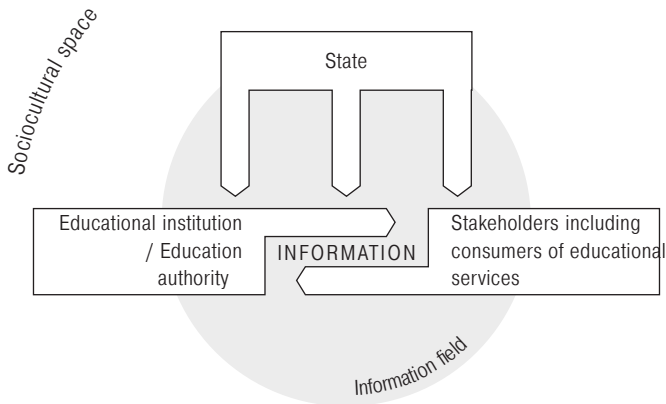 Sociocultural space
State
Educational institution
/ Education
authority
INFORMATION
Stakeholders including
consumers of educational
services
Information field